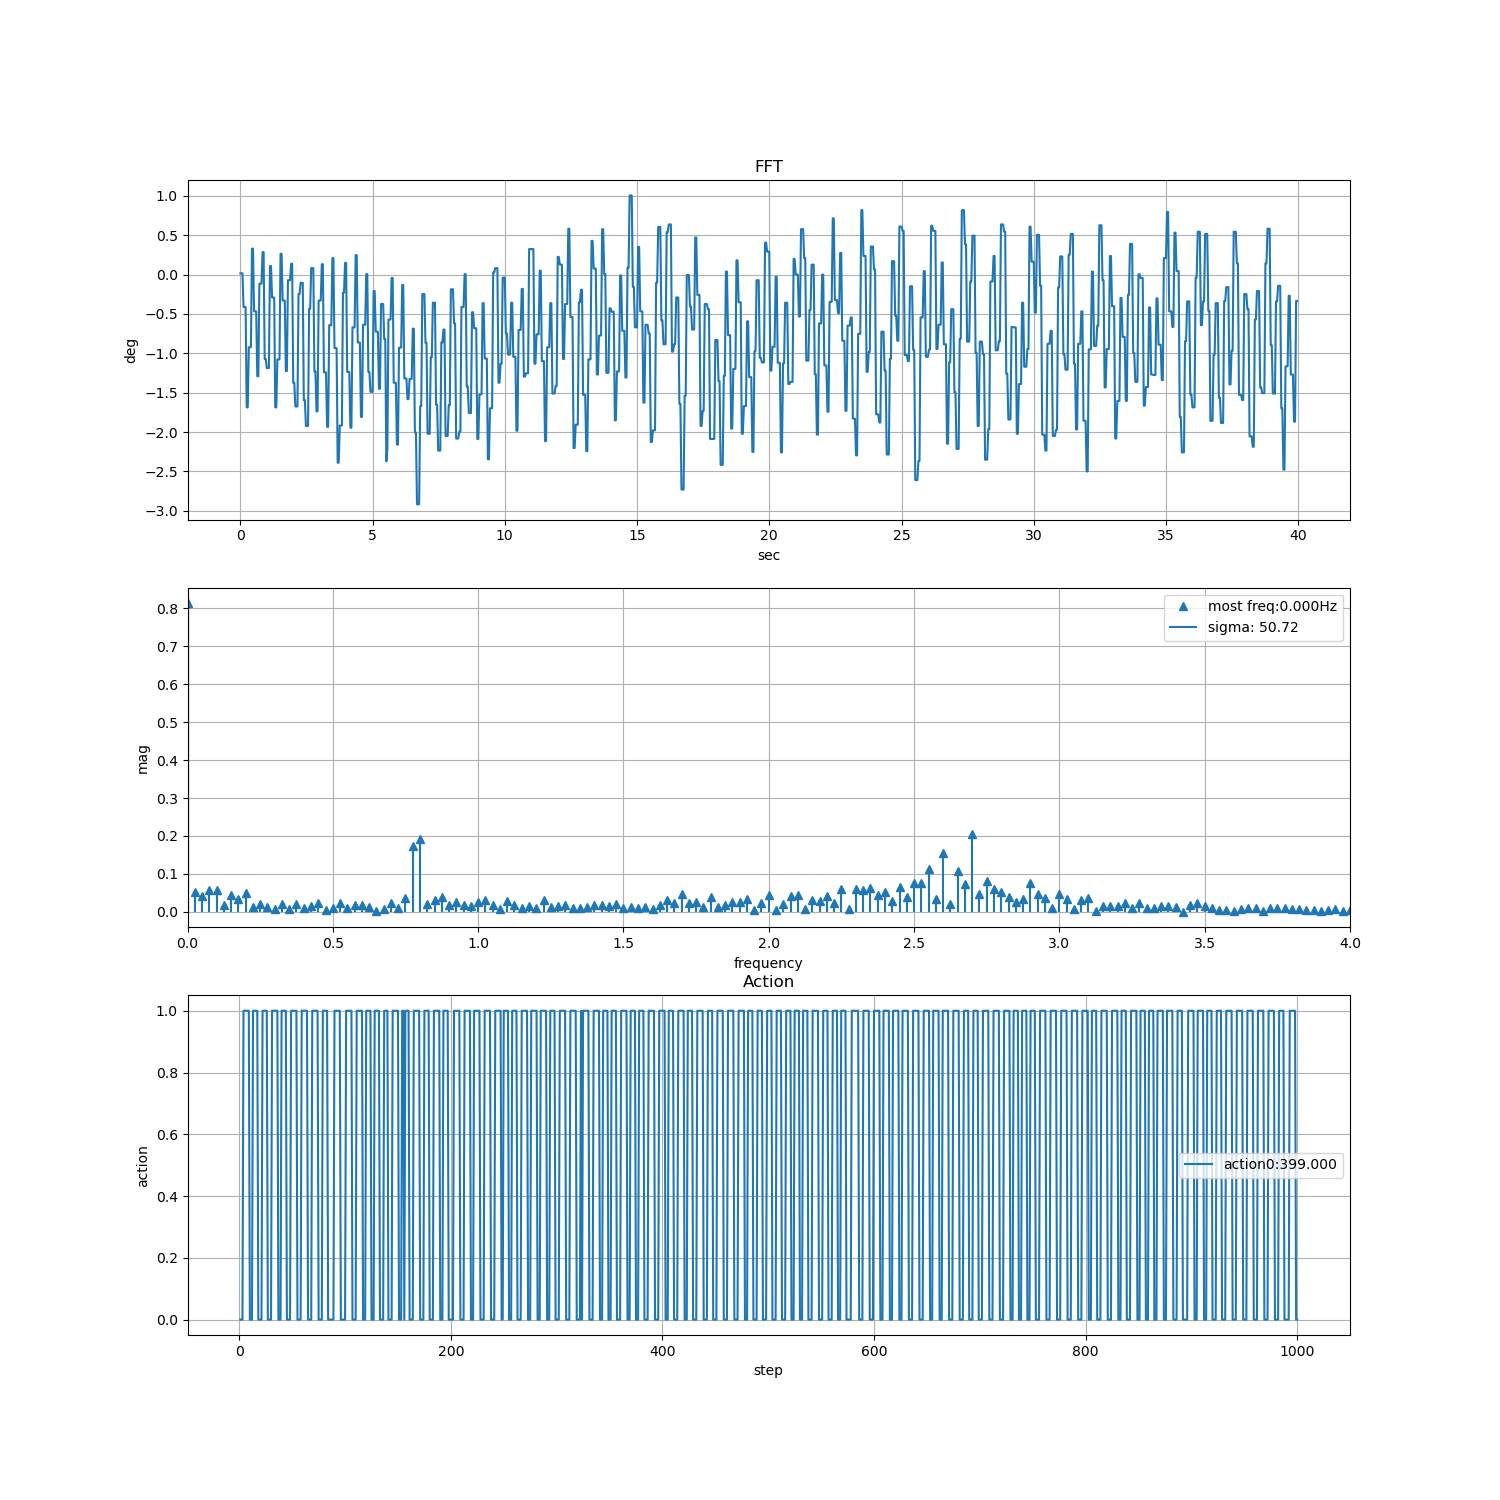 FFT
1.0
0.5
0.0
−0.5
−1.0
−1.5
−2.0
−2.5
−3.0
deg
0 5 10 15 20 25 30 35 40
sec
0.8
0.7
0.6
0.5
0.4
0.3
0.2
0.1
0.0
mag
most freq:0.000Hz
sigma: 50.72
0.0 0.5 1.0 1.5 2.0 2.5 3.0 3.5 4.0
frequency
Action
1.0
0.8
0.6
0.4
0.2
0.0
action
action0:399.000
0 200 400 600 800 1000
step